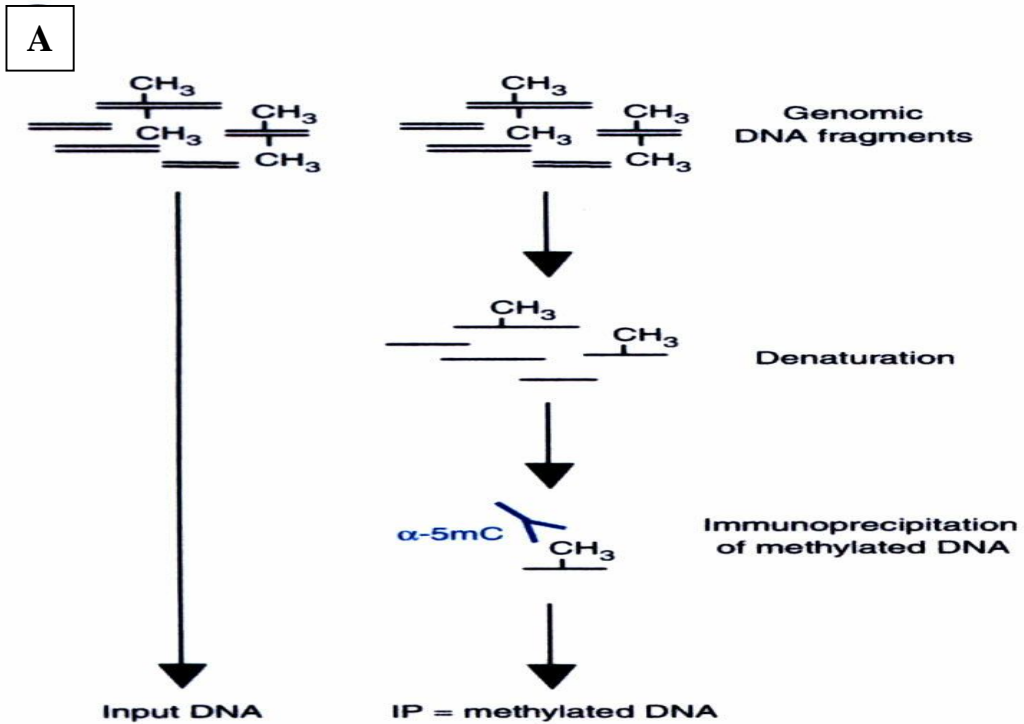 A
CH3
CH3
CH3
CH3
CH3
CH3
CH3
CH3
Genomic
DNA fragments
CH3
CH3
Denaturation
α-5mC
CH3
Immunoprecipitation
of methylated DNA
Input DNA
IP = methylated DNA